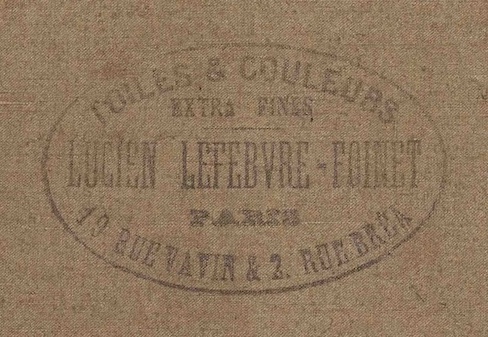 TOILES & COULEURS
EXTRA FINES
LUCIEN LEFEBVRE-FOINET
PARIS
19 RUE VAVIN & 2. RUE BRÉA